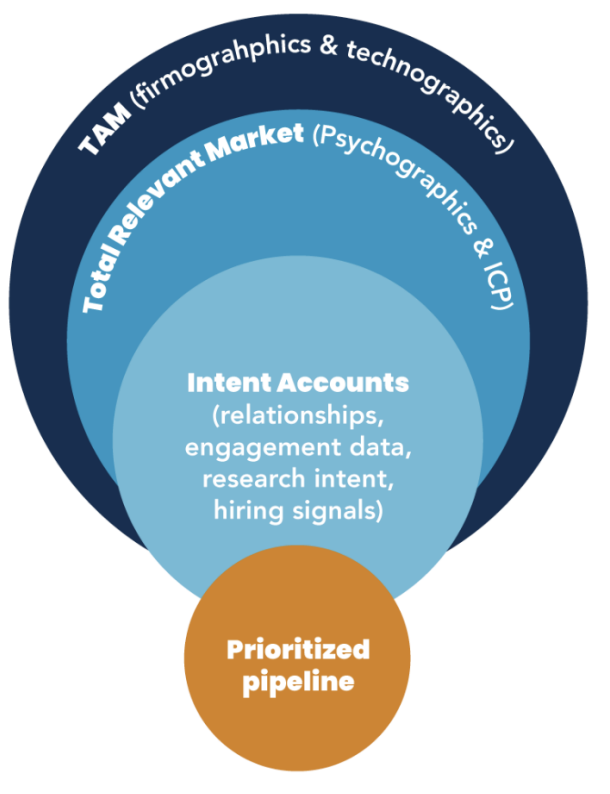 TAM (firmograhphics & technographics)
Total Relevant Market (Psychographics & ICP)
Intent Accounts
(relationships,
engagement data,
research intent,
hiring signals)
Prioritized
pipeline